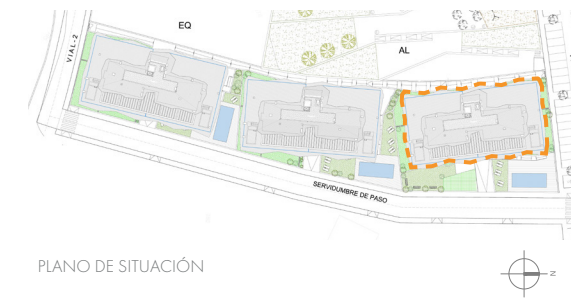 EQ
VIAL-2
AL
SERVIDUMBRE DE PASO
PLANO DE SITUACIÓN
N